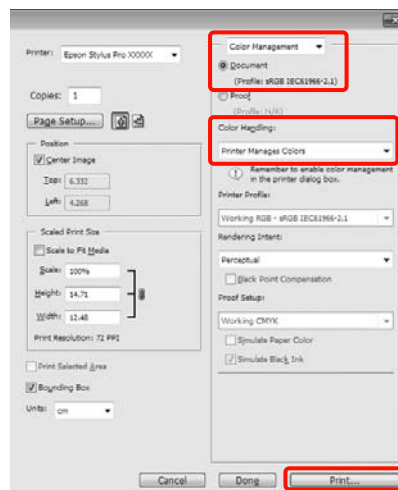 Printer: Epson Stylus Pro XXXXX
Copies: 1
Page Setup...
Position
Center Image
Top: 6.332
Left: 4.268
Scaled Print Size
Scale to Fit Media
Scale: 100%
Height: 14.71
Width: 12.48
Print Resolution: 72 PPI
Print Selected Area
Bounding Box
Units: cm
Color Management
Document
(Profile: sRGB IEC61966-2.1)
Proof
(Profile: N/A)
Color Handling:
Printer Manages Colors
Remember to enable color management
in the printer dialog box.
Printer Profile:
Working RGB - sRGB IEC61966-2.1
Rendering Intent:
Perceptual
Black Point Compensation
Proof Setup:
Working CMYK
Simulate Paper Color
Simulate Black Ink
Cancel
Done
Print...